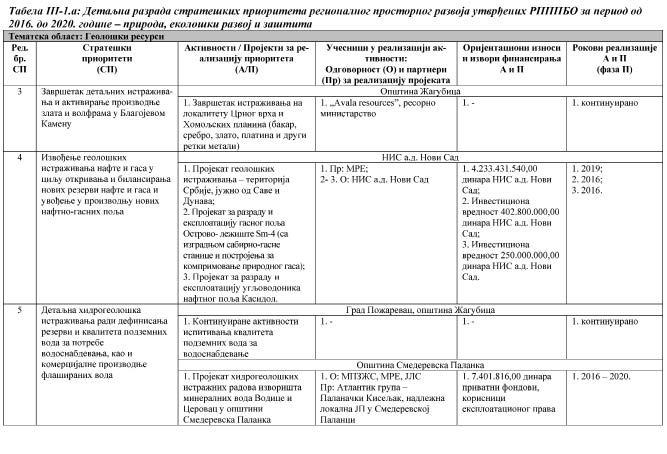 Табела III-1.а: Детаљна разрада стратешких приоритета регионалног просторног развоја утврђених РПППБО за период од
2016. до 2020. године – природа, еколошки развој и заштита
Тематска област: Геолошки ресурси
Ред.
бр.
СП
Стратешки
приоритети
(СП)
Активности / Пројекти за ре-
ализацију приоритета
(А/П)
Учесници у реализацији ак-
тивности:
Одговорност (О) и партнери
(Пр) за реализацију пројеката
Оријентациони износи
и извори финансирања
А и П
Рокови реализације
А и П
(фаза П)
3
Завршетак детаљних истражива-
ња и активирање производње
злата и волфрама у Благојевом
Камену
Општина Жагубица
1. Завршетак истраживања на
локалитету Црног врха и
Хомољских планина (бакар,
сребро, злато, платина и други
ретки метали)
1. „Avala resources”, ресорно
министарство
1. -
1. континуирано
4
Извођење геолошких
истраживања нафте и гаса у
циљу откривања и билансирања
нових резерви нафте и гаса и
увођење у производњу нових
нафтно-гасних поља
НИС а.д. Нови Сад
1. Пројекат геолошких
истраживања – територија
Србије, јужно од Саве и
Дунава;
2. Пројекат за разраду и
експлоатацију гасног поља
Острово- лежиште Sm-4 (са
изградњом сабирно-гасне
станице и постројења за
компримовање природног гаса);
3. Пројекат за разраду и
експлоатацију угљоводоника
нафтног поља Касидол.
1. Пр: МРЕ;
2- 3. О: НИС а.д. Нови Сад
1. 4.233.431.540,00
динара НИС а.д. Нови
Сад;
2. Инвестициона
вредност 402.800.000,00
динара НИС а.д. Нови
Сад;
3. Инвестициона
вредност 250.000.000,00
динара НИС а.д. Нови
Сад.
1. 2019;
2. 2016;
3. 2016.
5
Детаљна хидрогеолошка
истраживања ради дефинисања
резерви и квалитета подземних
вода за потребе
водоснабдевања, као и
комерцијалне производње
флашираних вода
Град Пожаревац, општина Жагубица
1. Континуиране активности
испитивања квалитета
подземних вода за
водоснабдевање
1. -
1. -
1. континуирано
Општина Смедеревска Паланка
1. Пројекат хидрогеолошких
истражних радова изворишта
минералних вода Водице и
Церовац у општини
Смедеревска Паланка
1. О: МПЗЖС, МРЕ, ЈЛС
Пр: Атлантик група –
Паланачки Кисељак, надлежна
локална ЈП у Смедеревској
Паланци
1. 7.401.816,00 динара
приватни фондови,
корисници
експлоатационог права
1. 2016 – 2020.